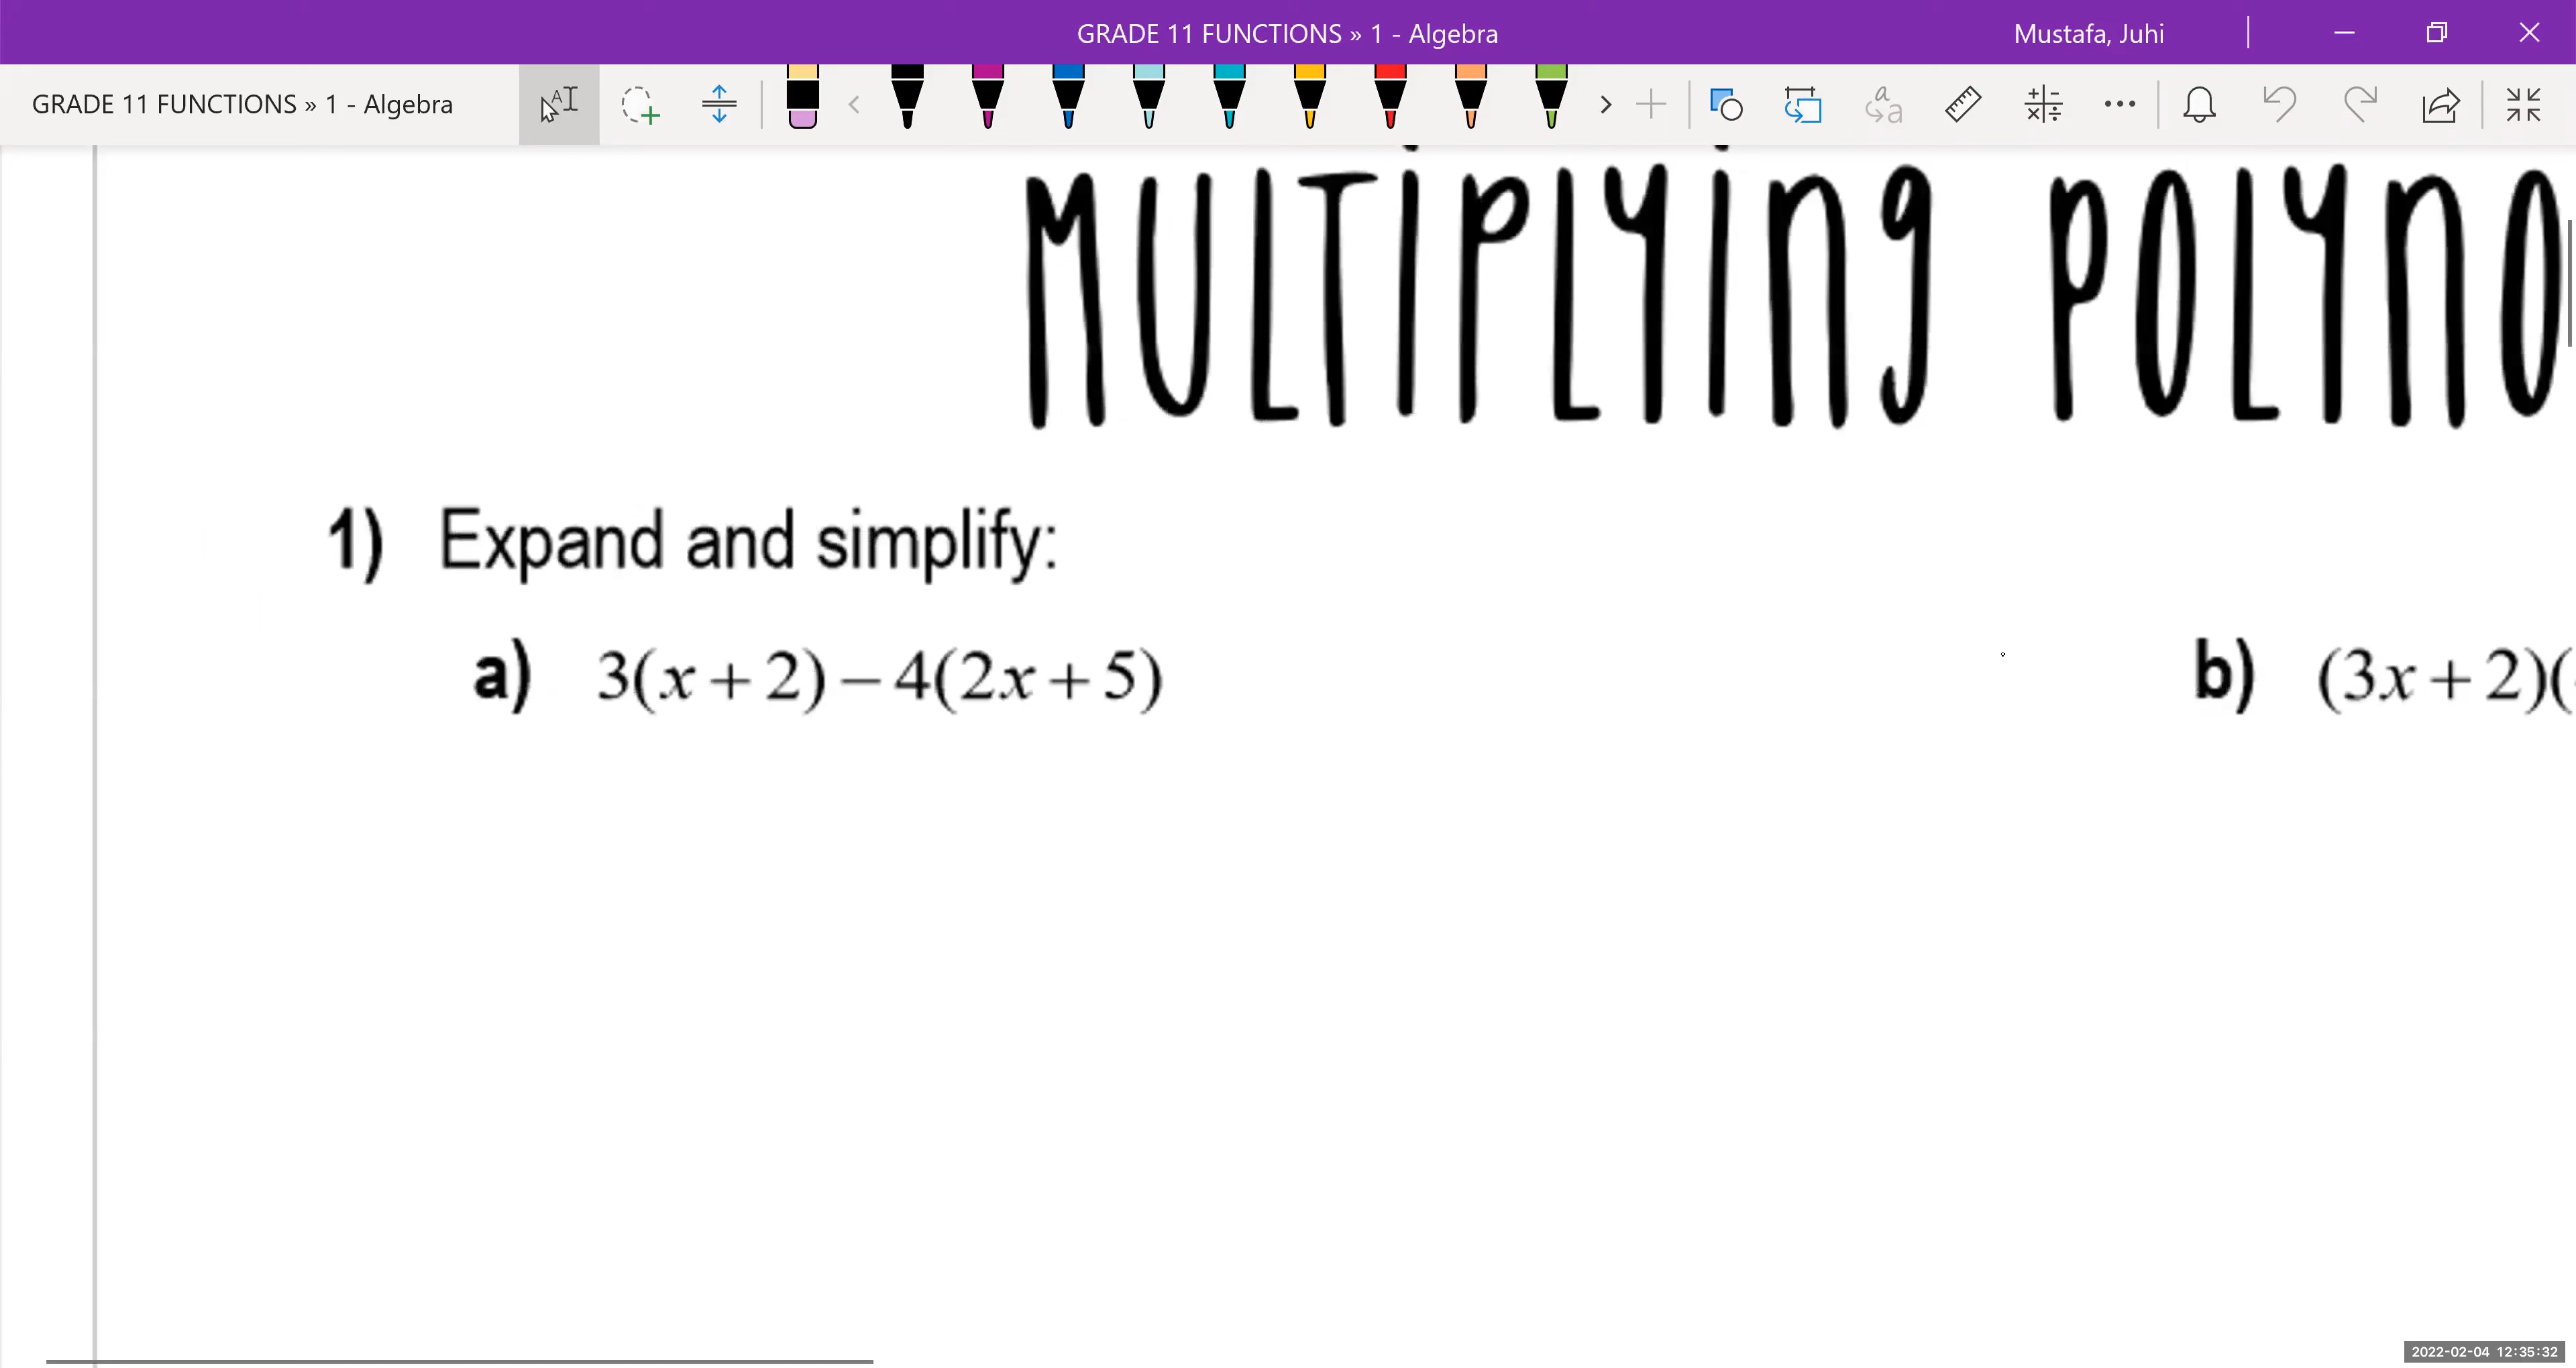 GRADE 11 FUNCTIONS » 1 - Algebra
Mustafa, Juhi
GRADE 11 FUNCTIONS » 1 - Algebra
MULTiPLYing POLYNO
1) Expand and simplify:
a) 3(x+2)−4(2x+5)
b) (3x+2)(
2022-02-04 12:35:32